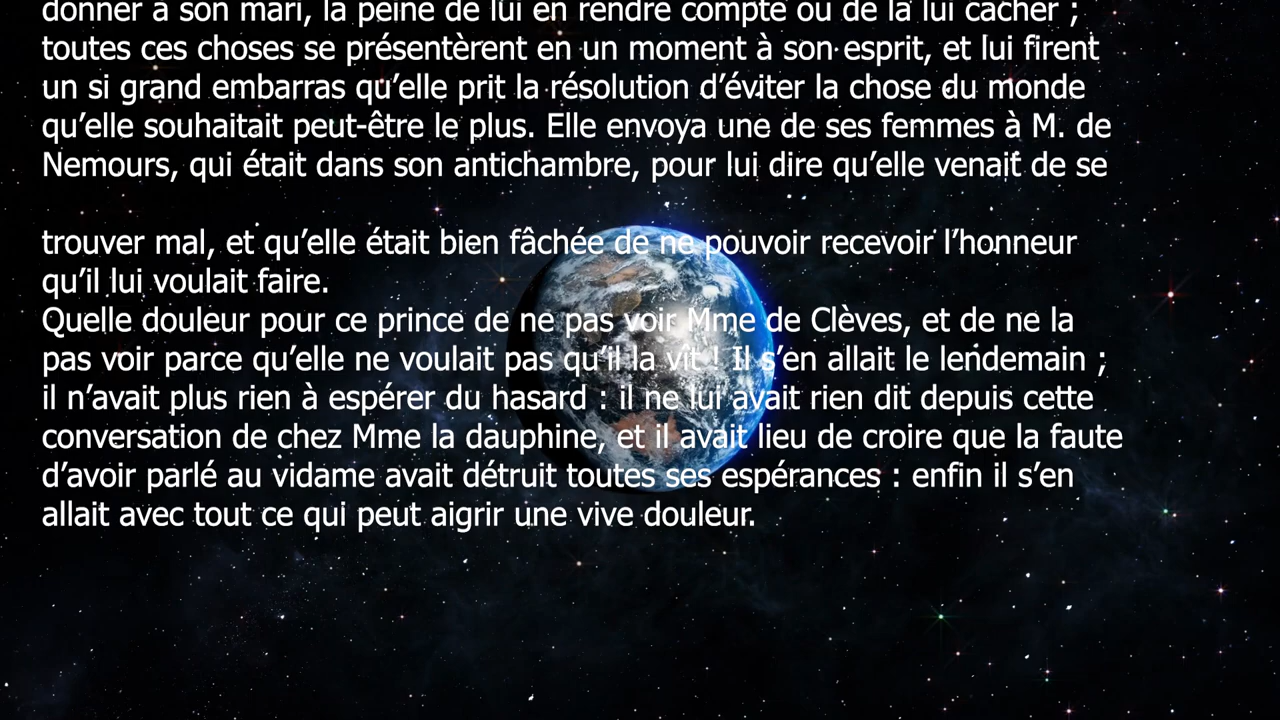 donner à son mari, la peine de lui en rendre compte ou de la lui cacher ;
toutes ces choses se présentèrent en un moment à son esprit, et lui firent
un si grand embarras qu’elle prit la résolution d’éviter la chose du monde
qu’elle souhaitait peut-être le plus. Elle envoya une de ses femmes à M. de
Nemours, qui était dans son antichambre, pour lui dire qu’elle venait de se
trouver mal, et qu’elle était bien fâchée de ne pouvoir recevoir l’honneur
qu’il lui voulait faire.
Quelle douleur pour ce prince de ne pas voir Mme de Clèves, et de ne la
pas voir parce qu’elle ne voulait pas qu’il la vît ! Il s’en allait le lendemain ;
il n’avait plus rien à espérer du hasard : il ne lui avait rien dit depuis cette
conversation de chez Mme la dauphine, et il avait lieu de croire que la faute
d’avoir parlé au vidame avait détruit toutes ses espérances : enfin il s’en
allait avec tout ce qui peut aigrir une vive douleur.